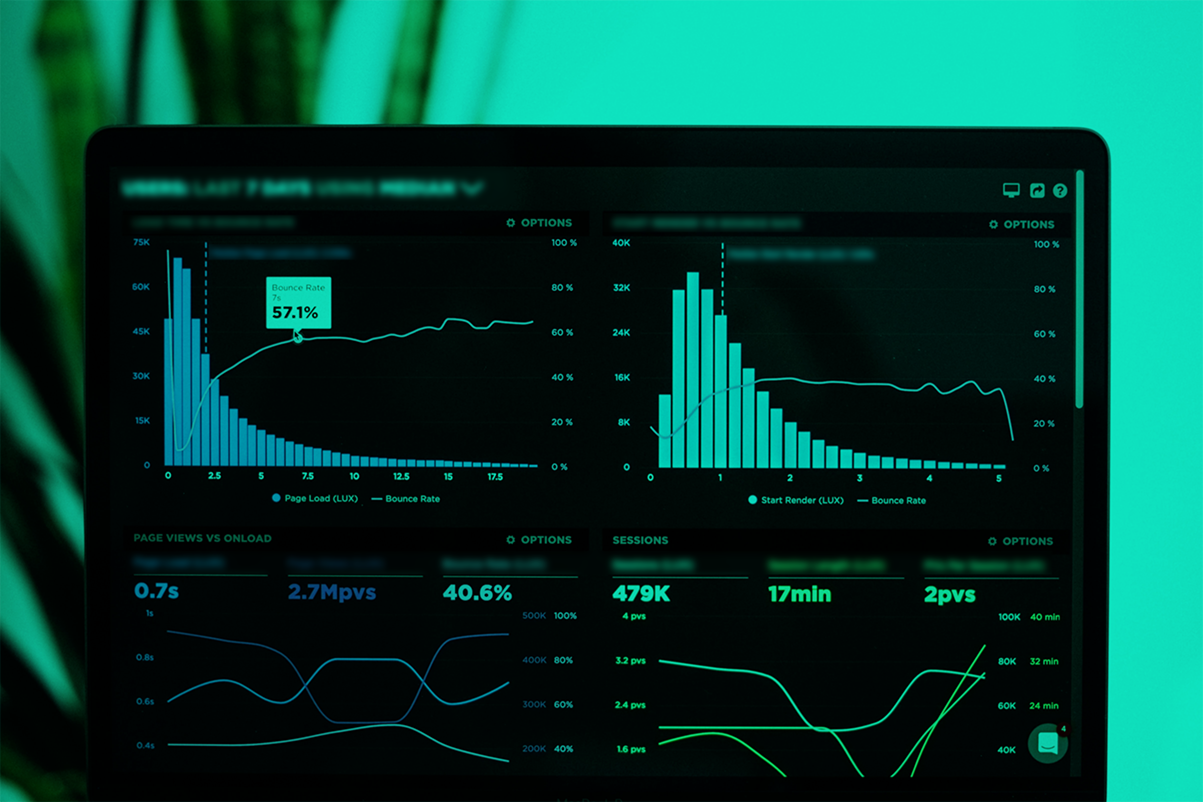 OPTIONS
75K
60K
45K
30K
15K
0
100 %
80 %
60 %
40 %
20 %
0 %
Bounce Rate
7s
57.1%
0 2.5 5 7.5 10 12.5 15 17.5
Page Load (LUX) Bounce Rate
OPTIONS
40K
32K
24K
16K
8K
0
100 %
80 %
60 %
40 %
20 %
0 %
0 1 2 3 4 5
Start Render (LUX) Bounce Rate
PAGE VIEWS VS ONLOAD OPTIONS
0.7s 2.7Mpvs 40.6%
1s
0.8s
0.6s
0.4s
500K 100%
400K 80%
300K 60%
200K 40%
SESSIONS OPTIONS
479K 17min 2pvs
4 pvs
3.2 pvs
2.4 pvs
1.6 pvs
100K 40 min
80K 32 min
60K 24 min
40K
4